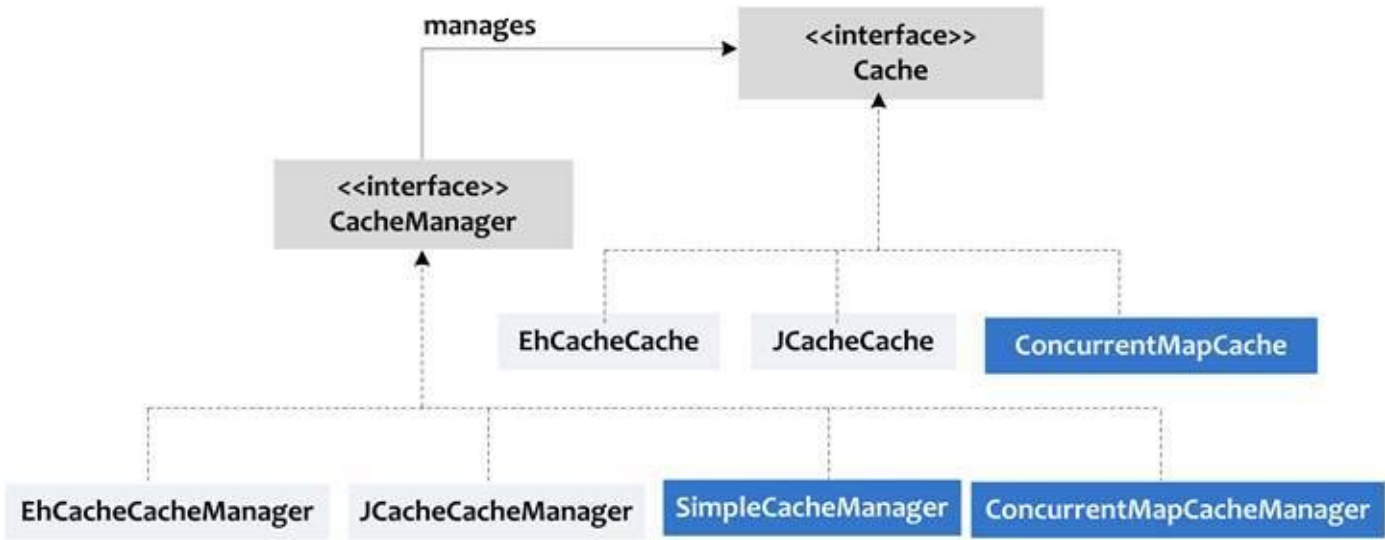 manages
<<interface>>
Cache
<<interface>>
CacheManager
EhCacheCache
JCacheCache
ConcurrentMapCache
EhCacheCacheManager
JCacheCacheManager
SimpleCacheManager
ConcurrentMapCacheManager